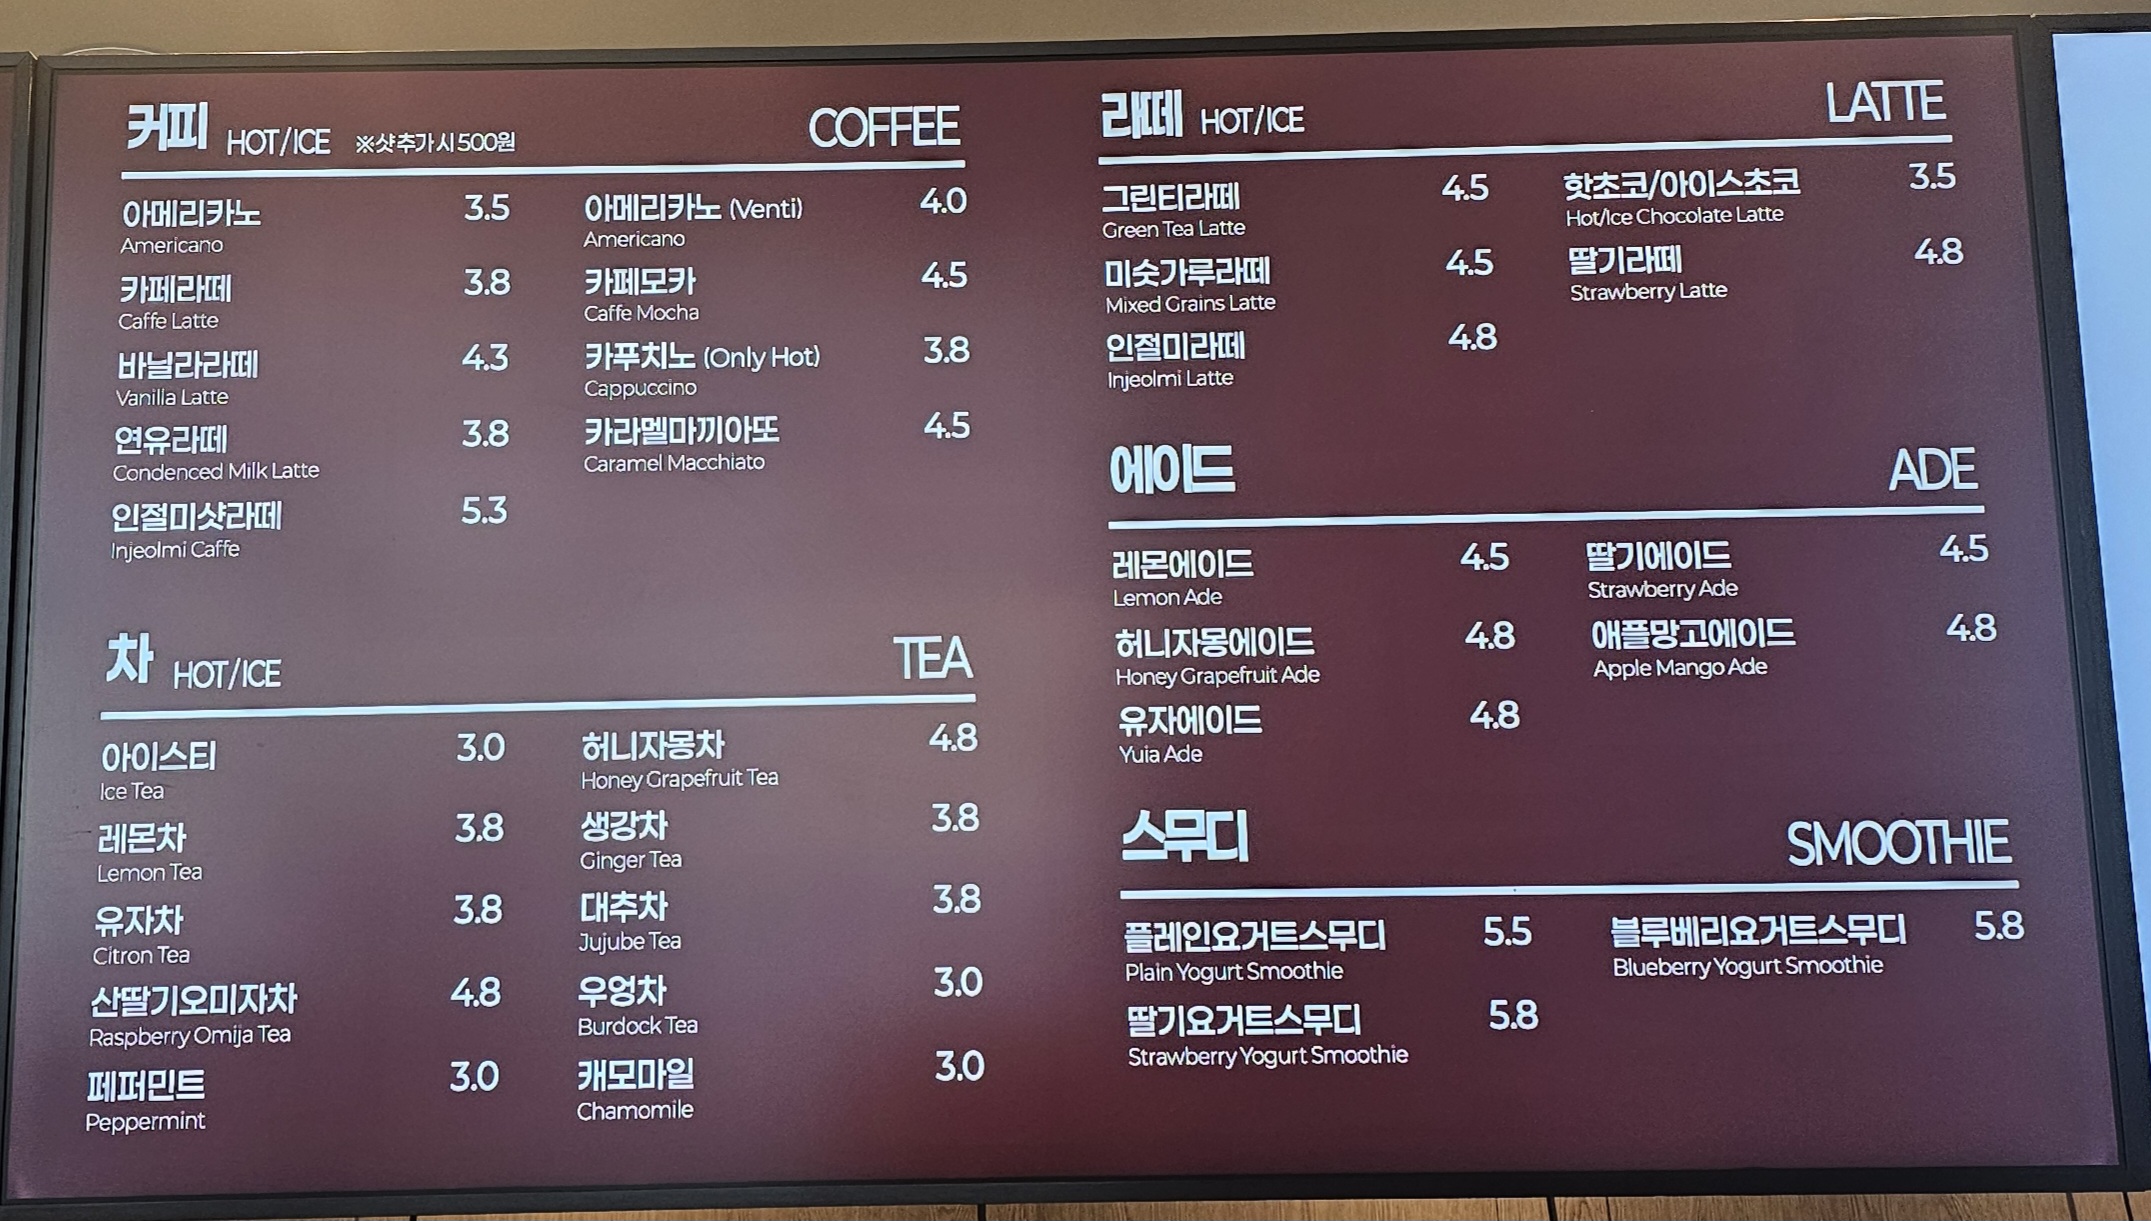 커피 HOT/ICE ※샷추가시500원 COFFEE
아메리카노 3.5
Americano
카페라떼 3.8
Caffe Latte
바닐라라떼 4.3
Vanilla Latte
연유라떼 3.8
Condenced Milk Latte
인절미샷라떼 5.3
Injeolmi Caffe
아메리카노 (Venti) 4.0
Americano
카페모카 4.5
Caffe Mocha
카푸치노 (Only Hot) 3.8
Cappuccino
카라멜마끼아또 4.5
Caramel Macchiato
차 HOT/ICE TEA
아이스티 3.0
Ice Tea
레몬차 3.8
Lemon Tea
유자차 3.8
Citron Tea
산딸기오미자차 4.8
Raspberry Omija Tea
페퍼민트 3.0
Peppermint
허니자몽차 4.8
Honey Grapefruit Tea
생강차 3.8
Ginger Tea
대추차 3.8
Jujube Tea
우엉차 3.0
Burdock Tea
캐모마일 3.0
Chamomile
라떼 HOT/ICE LATTE
그린티라떼 4.5
Green Tea Latte
미숫가루라떼 4.5
Mixed Grains Latte
인절미라떼 4.8
Injeolmi Latte
핫초코/아이스초코 3.5
Hot/Ice Chocolate Latte
딸기라떼 4.8
Strawberry Latte
에이드 ADE
레몬에이드 4.5
Lemon Ade
허니자몽에이드 4.8
Honey Grapefruit Ade
유자에이드 4.8
Yuia Ade
딸기에이드 4.5
Strawberry Ade
애플망고에이드 4.8
Apple Mango Ade
스무디 SMOOTHIE
플레인요거트스무디 5.5
Plain Yogurt Smoothie
딸기요거트스무디 5.8
Strawberry Yogurt Smoothie
블루베리요거트스무디 5.8
Blueberry Yogurt Smoothie